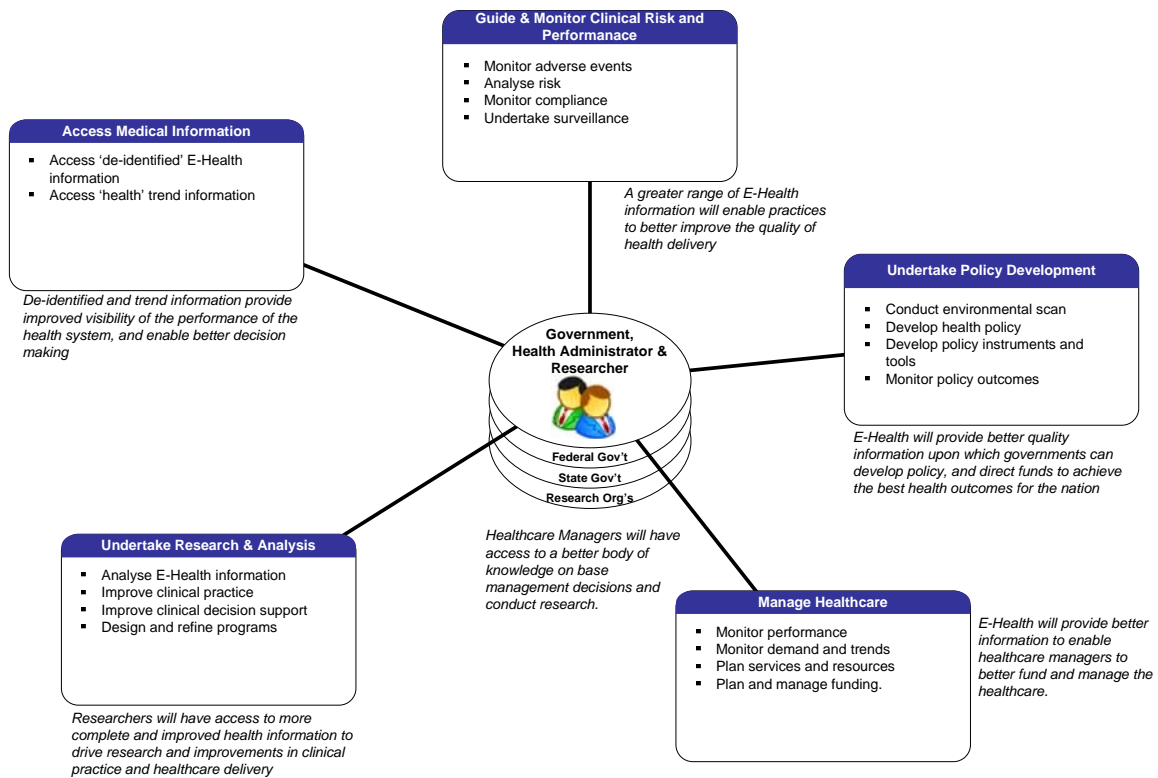 Guide & Monitor Clinical Risk and
Performanace
▪ Monitor adverse events
▪ Analyse risk
▪ Monitor compliance
▪ Undertake surveillance
A greater range of E-Health
information will enable practices
to better improve the quality of
health delivery
Access Medical Information
▪ Access ‘de-identified’ E-Health
information
▪ Access ‘health’ trend information
De-identified and trend information provide
improved visibility of the performance of the
health system, and enable better decision
making
Undertake Policy Development
▪ Conduct environmental scan
▪ Develop health policy
▪ Develop policy instruments and
tools
▪ Monitor policy outcomes
E-Health will provide better quality
information upon which governments can
develop policy, and direct funds to achieve
the best health outcomes for the nation
Government,
Health Administrator &
Researcher
Federal Gov’t
State Gov’t
Research Org’s
Healthcare Managers will have
access to a better body of
knowledge on base
management decisions and
conduct research.
Undertake Research & Analysis
▪ Analyse E-Health information
▪ Improve clinical practice
▪ Improve clinical decision support
▪ Design and refine programs
Researchers will have access to more
complete and improved health information to
drive research and improvements in clinical
practice and healthcare delivery
Manage Healthcare
▪ Monitor performance
▪ Monitor demand and trends
▪ Plan services and resources
▪ Plan and manage funding.
E-Health will provide better
information to enable
healthcare managers to
better fund and manage the
healthcare.